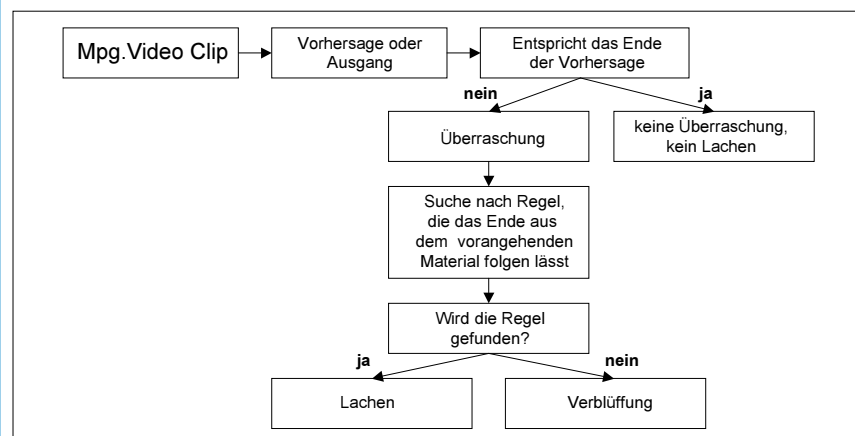 Mpg.Video Clip
Vorhersage oder
Ausgang
Entspricht das Ende
der Vorhersage
nein
ja
Überraschung
keine Überraschung,
kein Lachen
Suche nach Regel,
die das Ende aus
dem vorangehenden
Material folgen lässt
Wird die Regel
gefunden?
ja
nein
Lachen
Verblüffung